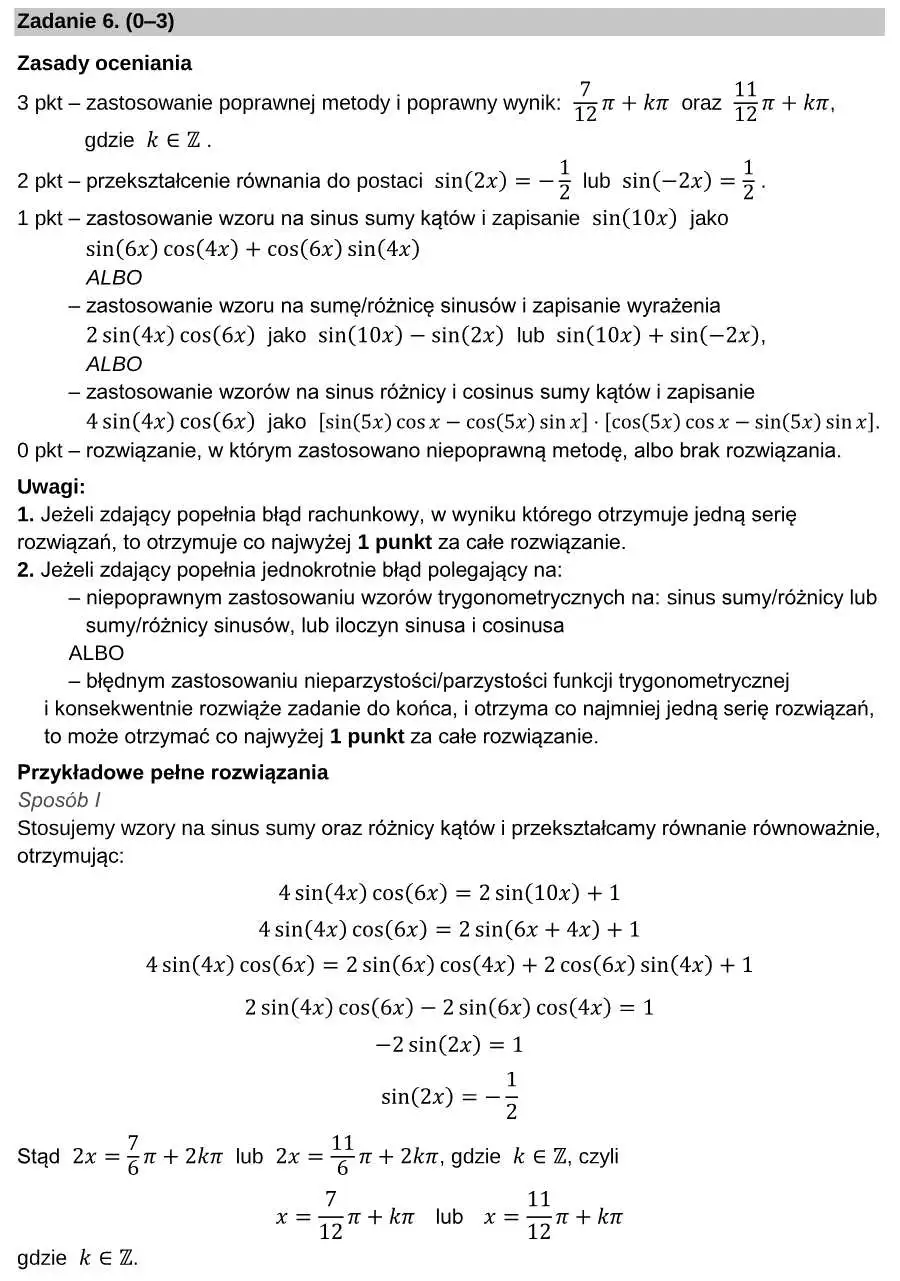 Zadanie 6. (0–3)
Zasady oceniania
3 pkt – zastosowanie poprawnej metody i poprawny wynik: 7/12 π + kπ oraz 11/12 π + kπ,
gdzie k ∈ ℤ .
2 pkt – przekształcenie równania do postaci sin(2x) = −1/2 lub sin(−2x) = 1/2 .
1 pkt – zastosowanie wzoru na sinus sumy kątów i zapisanie sin(10x) jako
sin(6x) cos(4x) + cos(6x) sin(4x)
ALBO
– zastosowanie wzoru na sumę/różnicę sinusów i zapisanie wyrażenia
2 sin(4x) cos(6x) jako sin(10x) − sin(2x) lub sin(10x) + sin(−2x),
ALBO
– zastosowanie wzorów na sinus różnicy i cosinus sumy kątów i zapisanie
4 sin(4x) cos(6x) jako [sin(5x) cos x − cos(5x) sin x] · [cos(5x) cos x − sin(5x) sin x].
0 pkt – rozwiązanie, w którym zastosowano niepoprawną metodę, albo brak rozwiązania.
Uwagi:
1. Jeżeli zdający popełnia błąd rachunkowy, w wyniku którego otrzymuje jedną serię
rozwiązań, to otrzymuje co najwyżej 1 punkt za całe rozwiązanie.
2. Jeżeli zdający popełnia jednokrotnie błąd polegający na:
– niepoprawnym zastosowaniu wzorów trygonometrycznych na: sinus sumy/różnicy lub
sumy/różnicy sinusów, lub iloczyn sinusa i cosinusa
ALBO
– błędnym zastosowaniu nieparzystości/parzystości funkcji trygonometrycznej
i konsekwentnie rozwiąże zadanie do końca, i otrzyma co najmniej jedną serię rozwiązań,
to może otrzymać co najwyżej 1 punkt za całe rozwiązanie.
Przykładowe pełne rozwiązania
Sposób I
Stosujemy wzory na sinus sumy oraz różnicy kątów i przekształcamy równanie równoważnie,
otrzymując:
4 sin(4x) cos(6x) = 2 sin(10x) + 1
4 sin(4x) cos(6x) = 2 sin(6x + 4x) + 1
4 sin(4x) cos(6x) = 2 sin(6x) cos(4x) + 2 cos(6x) sin(4x) + 1
2 sin(4x) cos(6x) − 2 sin(6x) cos(4x) = 1
−2 sin(2x) = 1
sin(2x) = −1/2
Stąd 2x = 7/6 π + 2kπ lub 2x = 11/6 π + 2kπ, gdzie k ∈ ℤ, czyli
x = 7/12 π + kπ lub x = 11/12 π + kπ
gdzie k ∈ ℤ.